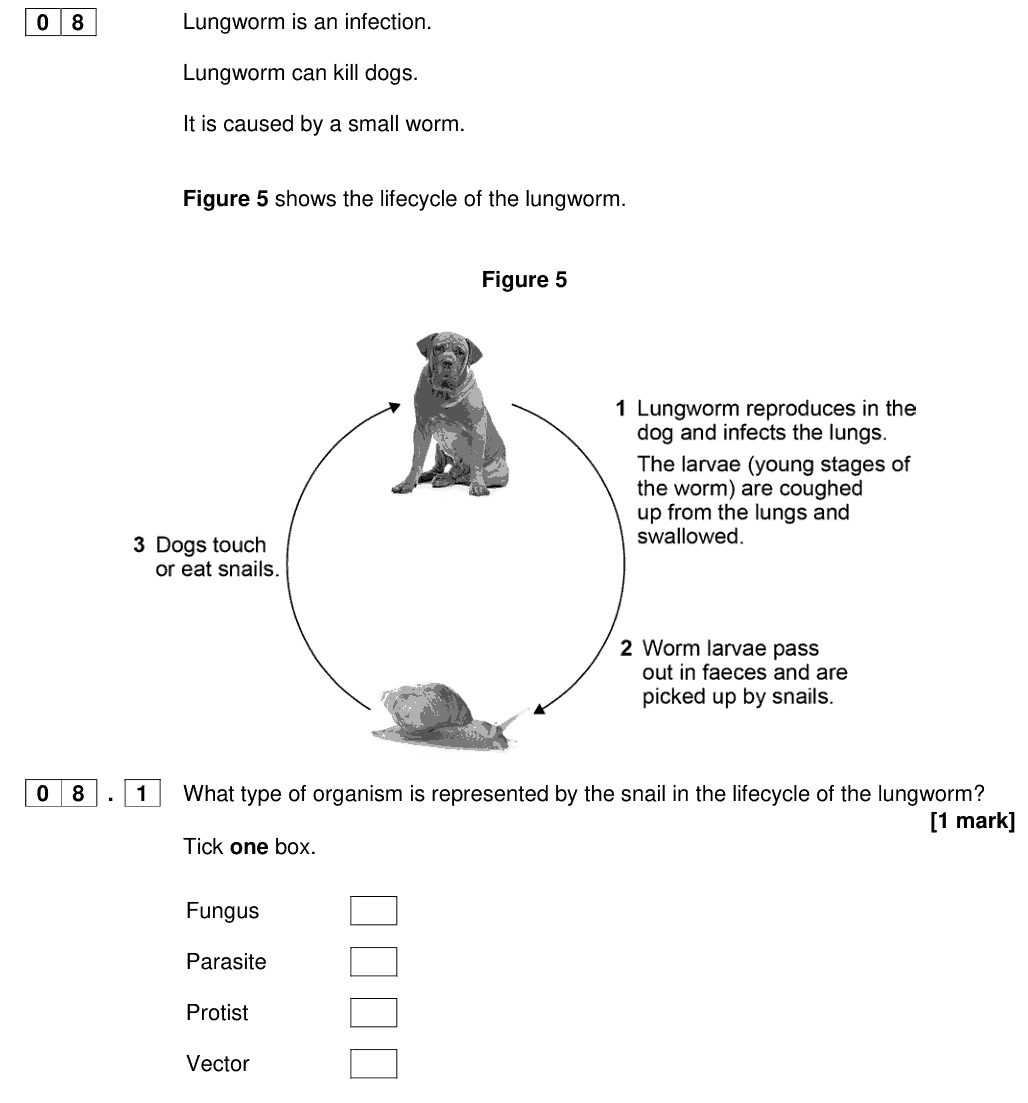 0 8 Lungworm is an infection.
Lungworm can kill dogs.
It is caused by a small worm.
Figure 5 shows the lifecycle of the lungworm.
Figure 5
1 Lungworm reproduces in the
dog and infects the lungs.
The larvae (young stages of
the worm) are coughed
up from the lungs and
swallowed.
3 Dogs touch
or eat snails.
2 Worm larvae pass
out in faeces and are
picked up by snails.
0 8 . 1 What type of organism is represented by the snail in the lifecycle of the lungworm?
[1 mark]
Tick one box.
Fungus
Parasite
Protist
Vector